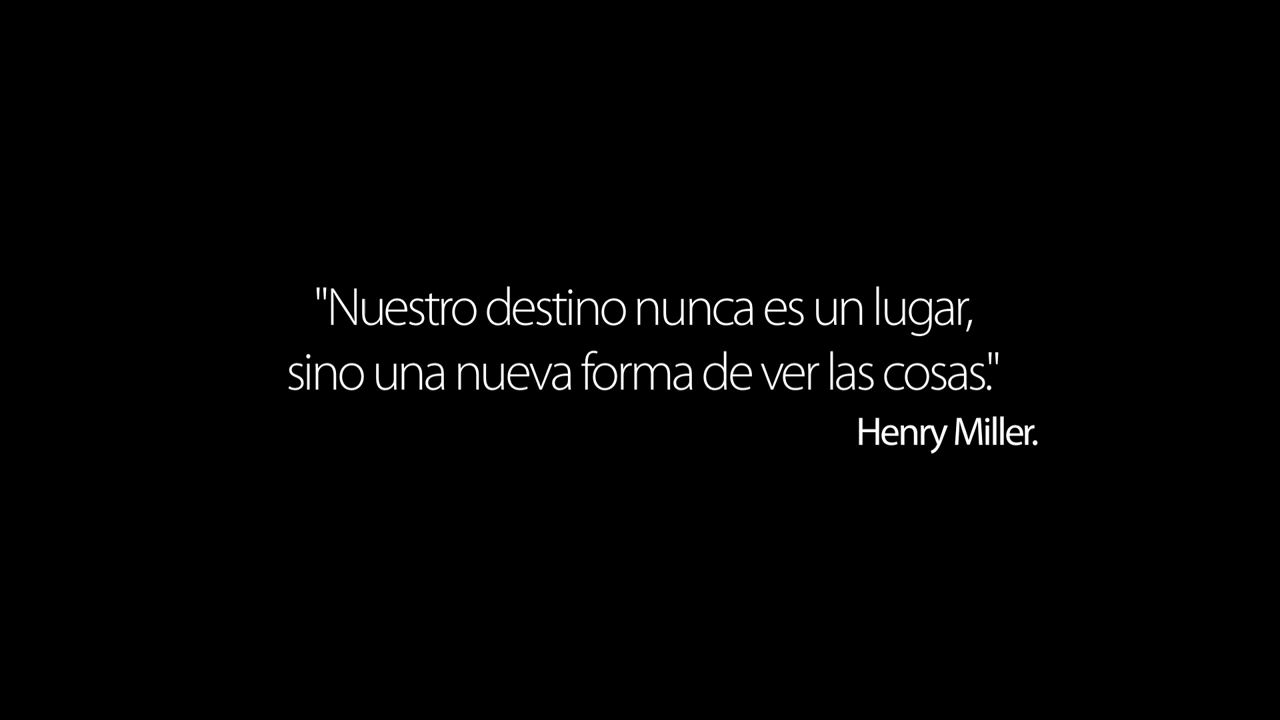 "Nuestro destino nunca es un lugar,
sino una nueva forma de ver las cosas."
Henry Miller.